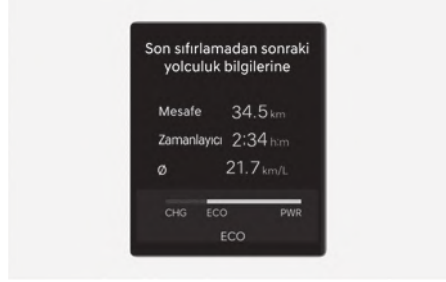 Son sıfırlamadan sonraki
yolculuk bilgilerine
Mesafe 34.5 km
Zamanlayıcı 2:34 h:m
Ø 21.7 km/L
CHG ECO PWR
ECO